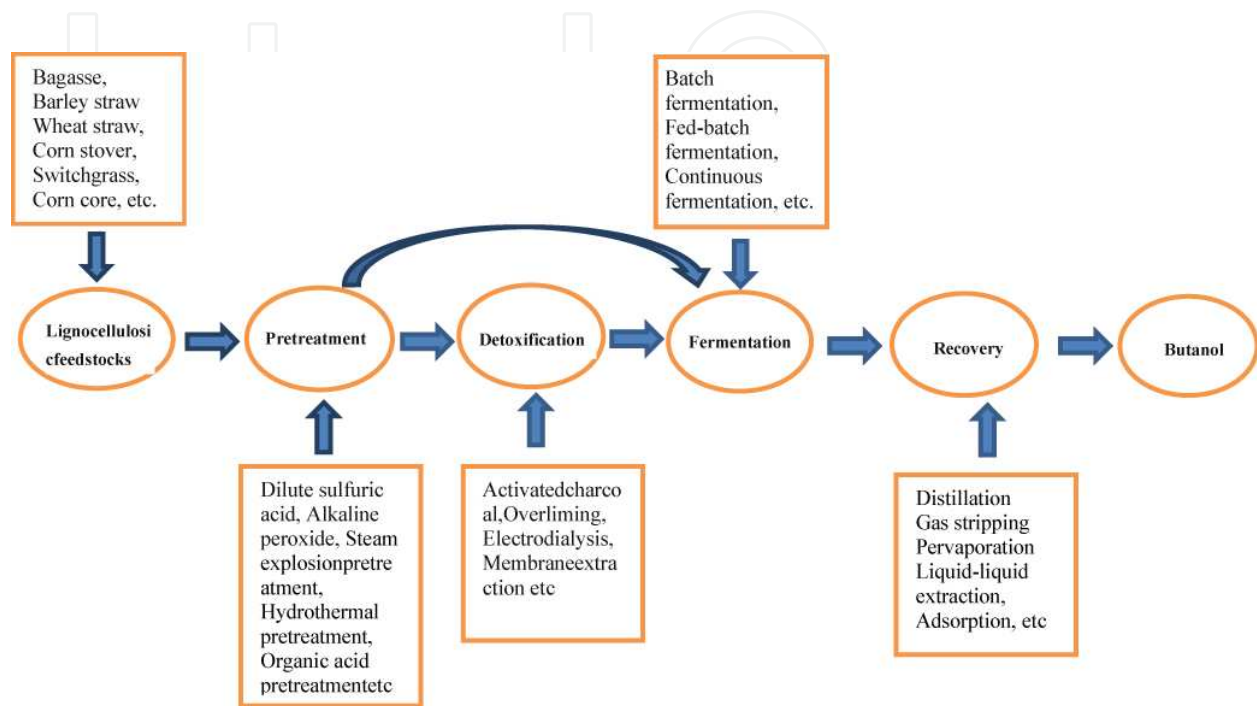 Bagasse,
Barley straw
Wheat straw,
Corn stover,
Switchgrass,
Corn core, etc.
Batch
fermentation,
Fed-batch
fermentation,
Continuous
fermentation, etc.
Lignocellulosi
cfeedstocks
Pretreatment
Detoxification
Fermentation
Recovery
Butanol
Dilute sulfuric
acid, Alkaline
peroxide, Steam
explosionpretre
atment,
Hydrothermal
pretreatment,
Organic acid
pretreatmentetc
Activatedcharco
al,Overliming,
Electrodialysis,
Membraneextra
ction etc
Distillation
Gas stripping
Pervaporation
Liquid-liquid
extraction,
Adsorption, etc